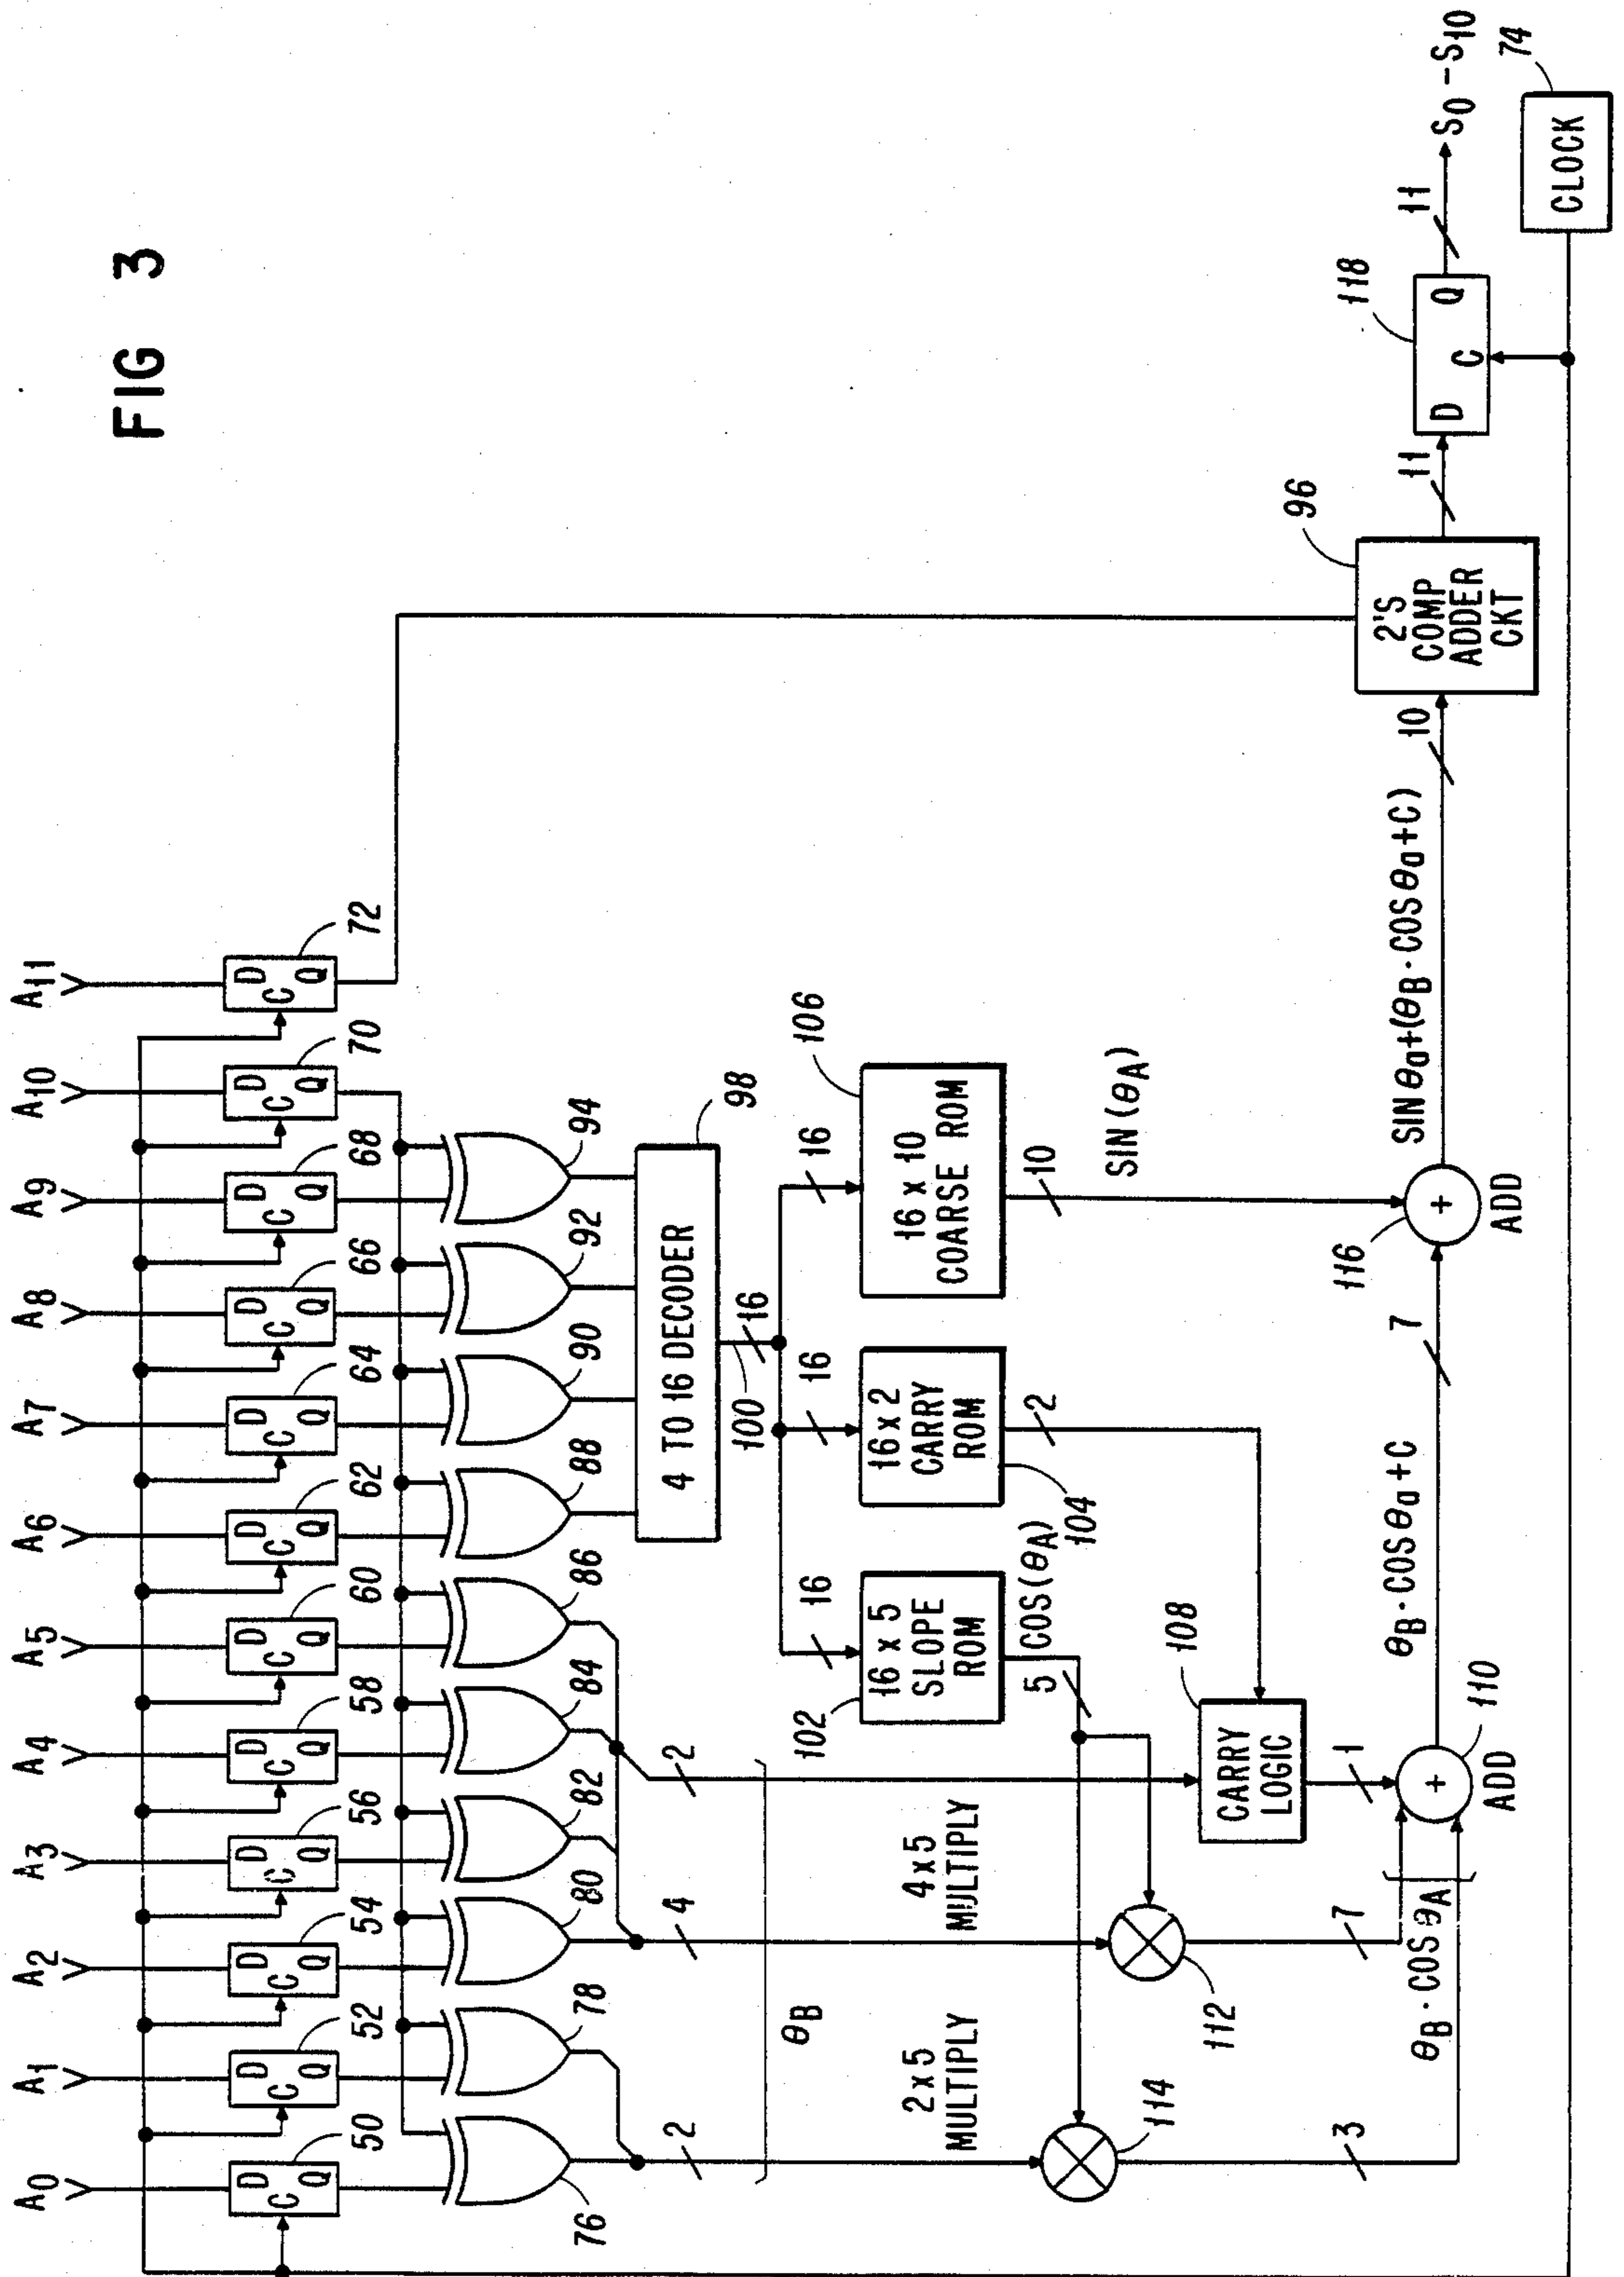 FIG 3
A0
A1
A2
A3
A4
A5
A6
A7
A8
A9
A10
A11
D C Q
50
D C Q
52
D C Q
54
D C Q
56
D C Q
58
D C Q
60
D C Q
62
D C Q
64
D C Q
66
D C Q
68
D C Q
70
D C Q
72
76
78
80
82
84
86
88
90
92
94
4 TO 16 DECODER
98
100
16
16
16
16
2
4
2
θB
16 x 5
SLOPE
ROM
102
16 x 2
CARRY
ROM
104
16 x 10
COARSE ROM
106
5
COS(θA)
2
10
SIN (θA)
2 x 5
MULTIPLY
4 x 5
MULTIPLY
114
112
CARRY
LOGIC
108
3
7
1
θB · COS θA
+
110
ADD
θB · COS θa + C
7
+
116
ADD
SIN θa+(θB · COS θa + C)
10
2'S
COMP
ADDER
CKT
96
11
D C Q
118
11
S0 - S10
CLOCK
74